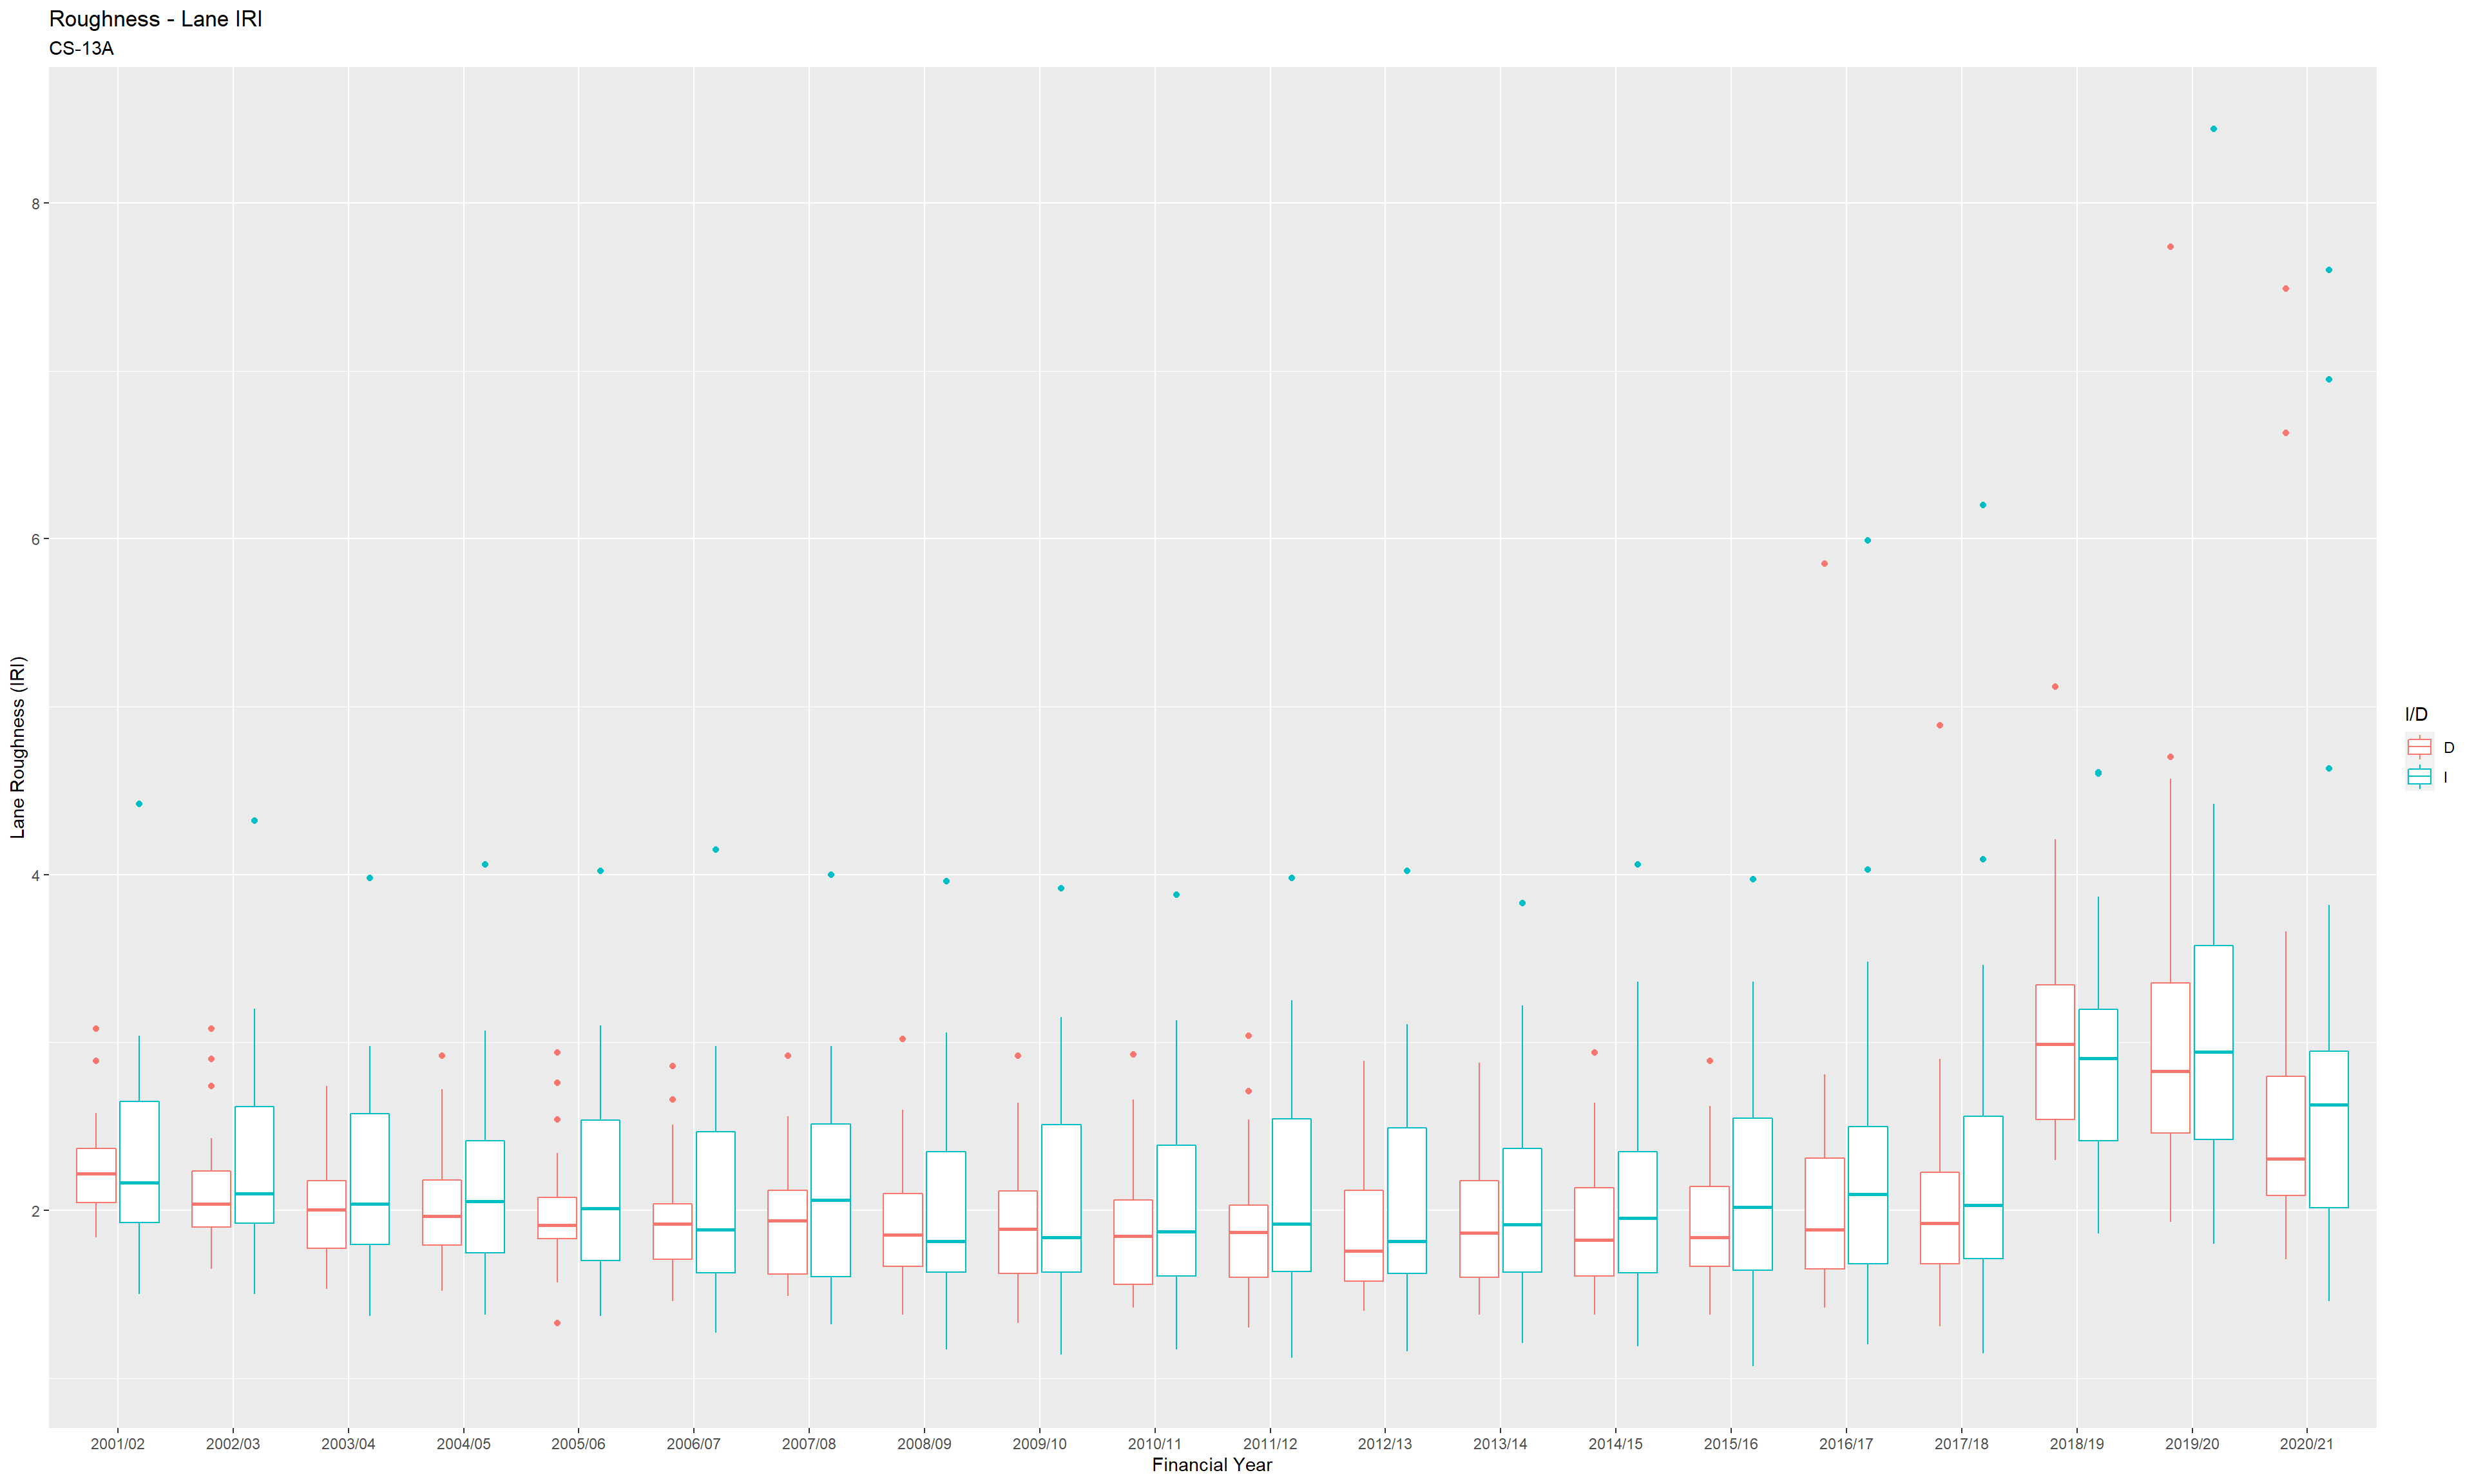 Roughness - Lane IRI
CS-13A
Lane Roughness (IRI)
8
6
4
2
2001/02 2002/03 2003/04 2004/05 2005/06 2006/07 2007/08 2008/09 2009/10 2010/11 2011/12 2012/13 2013/14 2014/15 2015/16 2016/17 2017/18 2018/19 2019/20 2020/21
Financial Year
I/D
D
I